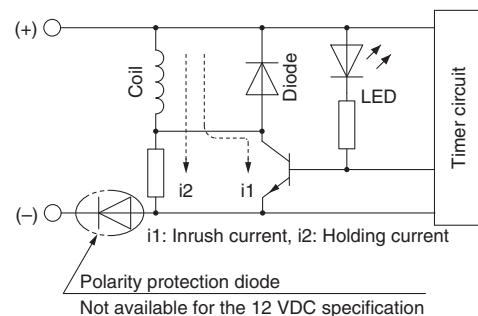 (+)
Coil
Diode
LED
Timer circuit
i2
i1
(–)
i1: Inrush current, i2: Holding current
Polarity protection diode
Not available for the 12 VDC specification